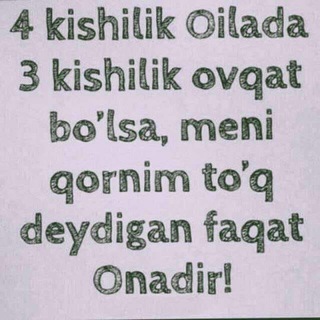 4 kishilik Oilada
3 kishilik ovqat
bo'lsa, meni
qornim to'q
deydigan faqat
Onadir!